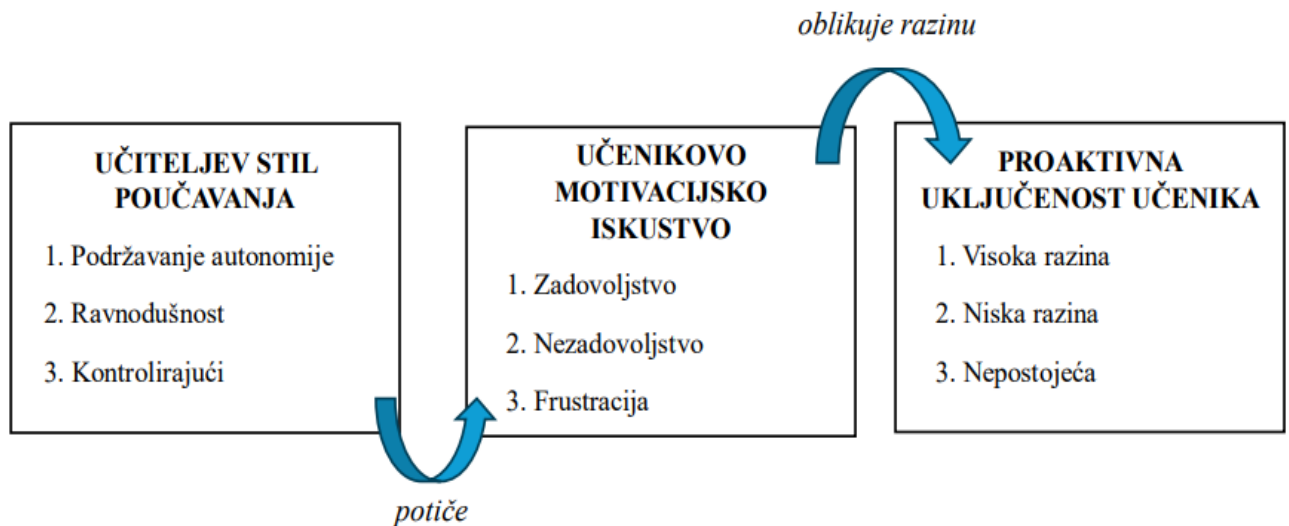 oblikuje razinu
UČITELJEV STIL
POUČAVANJA
1. Podržavanje autonomije
2. Ravnodušnost
3. Kontrolirajući
potiče
UČENIKOVO
MOTIVACIJSKO
ISKUSTVO
1. Zadovoljstvo
2. Nezadovoljstvo
3. Frustracija
PROAKTIVNA
UKLJUČENOST UČENIKA
1. Visoka razina
2. Niska razina
3. Nepostojeća